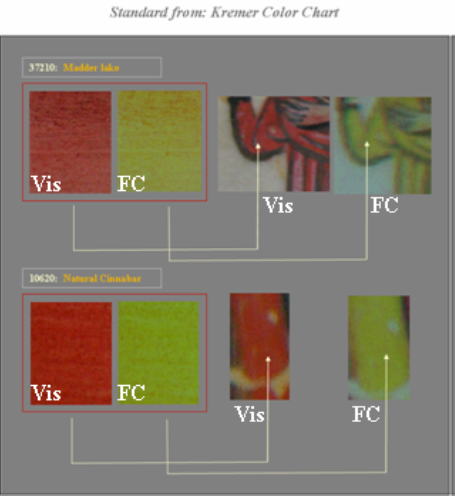 Standard from: Kremer Color Chart
37210: Madder lake
Vis FC
Vis FC
10620: Natural Cinnabar
Vis FC
Vis FC